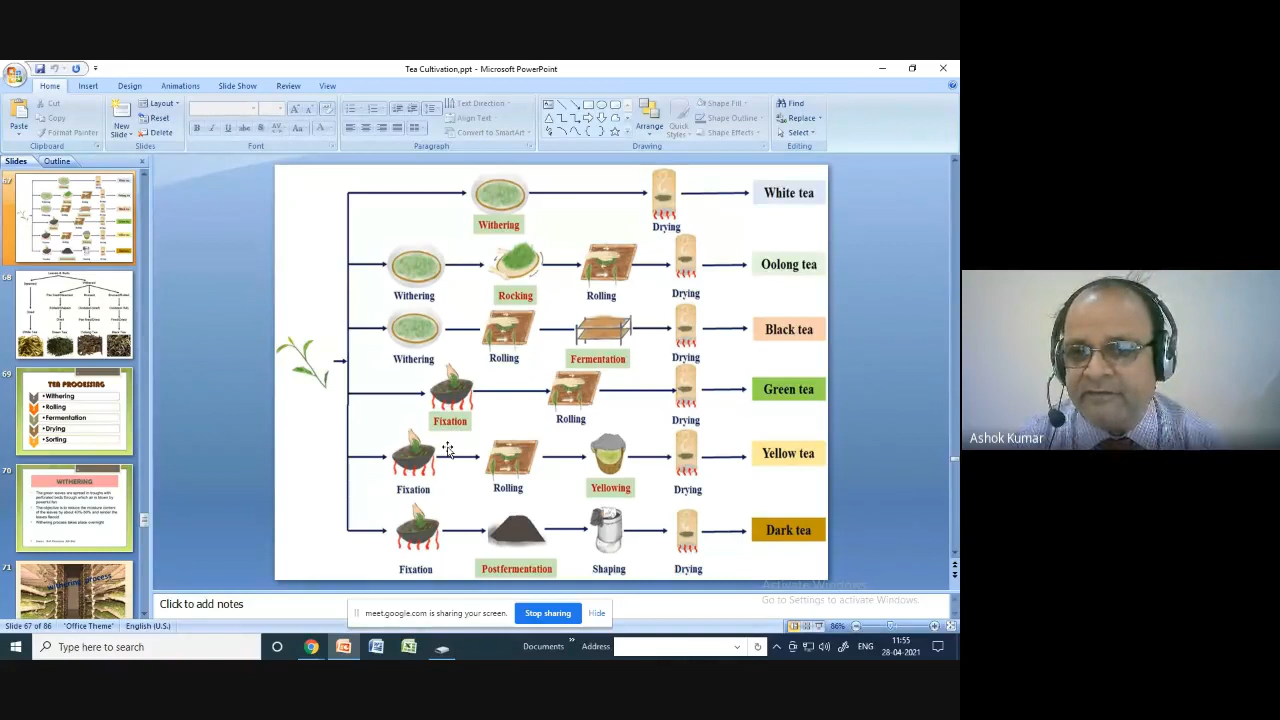 Tea Cultivation,ppt - Microsoft PowerPoint
Home Insert Design Animations Slide Show Review View
Paste
Cut
Copy
Format Painter
Clipboard
New Slide
Layout
Reset
Delete
Slides
Font
Paragraph
Text Direction
Align Text
Convert to SmartArt
Arrange
Quick Styles
Shape Fill
Shape Outline
Shape Effects
Drawing
Find
Replace
Select
Editing
Slides Outline
67
68
69
TEA PROCESSING
•Withering
•Rolling
•Fermentation
•Drying
•Sorting
70
WITHERING
71
withering process
Withering
Drying
White tea
Withering
Rocking
Rolling
Drying
Oolong tea
Withering
Rolling
Fermentation
Drying
Black tea
Fixation
Rolling
Drying
Green tea
Fixation
Rolling
Yellowing
Drying
Yellow tea
Fixation
Postfermentation
Shaping
Drying
Dark tea
Activate Windows
Go to Settings to activate Windows.
Click to add notes
meet.google.com is sharing your screen. Stop sharing Hide
Slide 67 of 86 "Office Theme" English (U.S.) 86%
Type here to search
Documents » Address
ENG
11:55
28-04-2021
Ashok Kumar